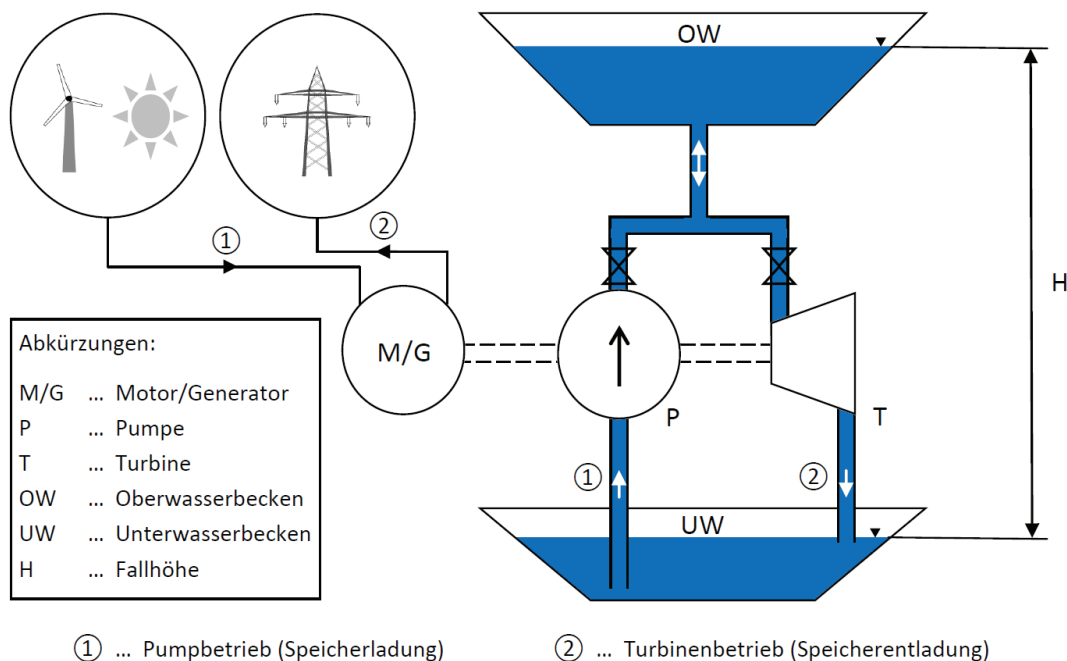 OW
②
①
H
M/G
Abkürzungen:
M/G ... Motor/Generator
P ... Pumpe
T ... Turbine
OW ... Oberwasserbecken
UW ... Unterwasserbecken
H ... Fallhöhe
P
T
①
②
UW
① ... Pumpbetrieb (Speicherladung)
② ... Turbinenbetrieb (Speicherentladung)